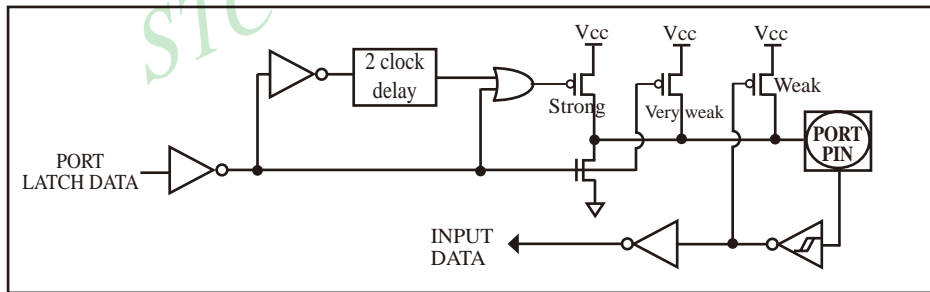 STC
Vcc
Vcc
Vcc
2 clock
delay
Strong
Very weak
Weak
PORT
PIN
PORT
LATCH DATA
INPUT
DATA